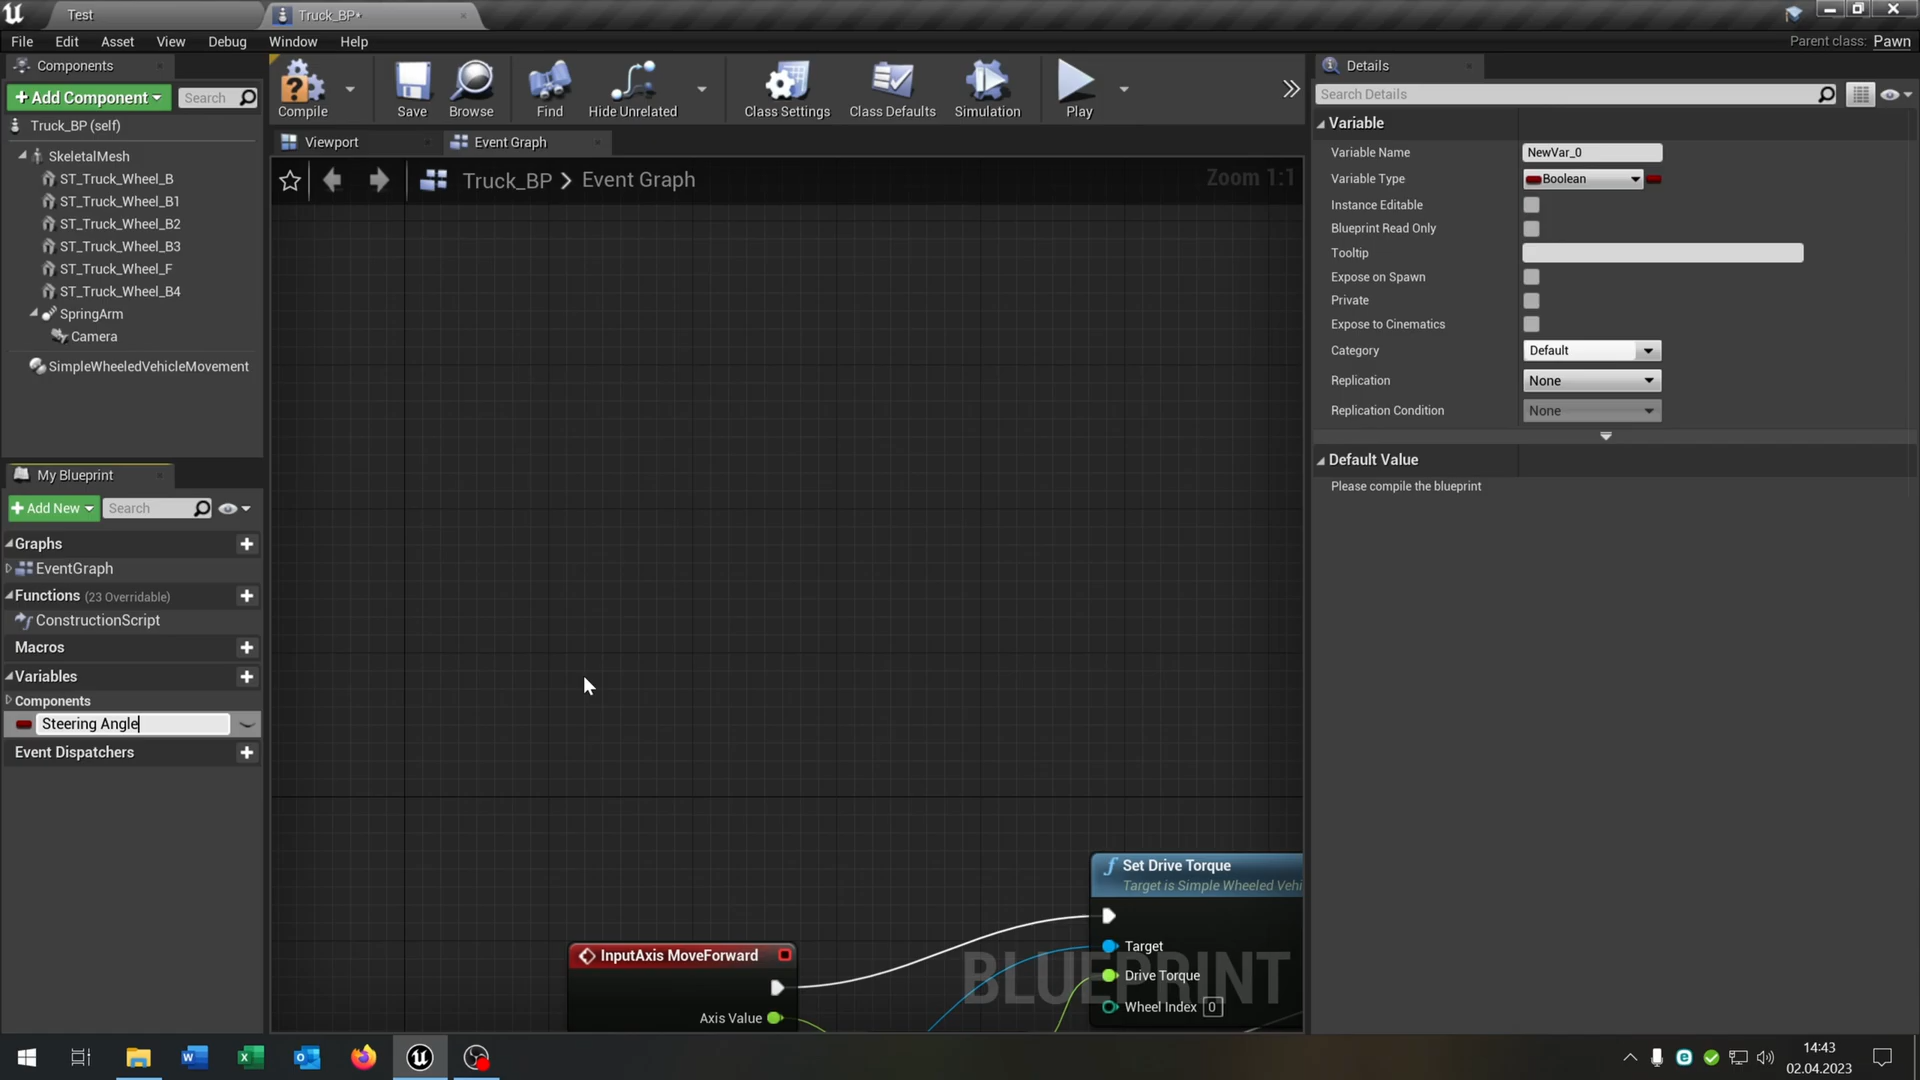 Test
Truck_BP*
File Edit Asset View Debug Window Help
Parent class: Pawn
Components
+Add Component
Search
Truck_BP (self)
SkeletalMesh
ST_Truck_Wheel_B
ST_Truck_Wheel_B1
ST_Truck_Wheel_B2
ST_Truck_Wheel_B3
ST_Truck_Wheel_F
ST_Truck_Wheel_B4
SpringArm
Camera
SimpleWheeledVehicleMovement
My Blueprint
+Add New
Search
Graphs
EventGraph
Functions (23 Overridable)
ConstructionScript
Macros
Variables
Components
Steering Angle
Event Dispatchers
Compile Save Browse Find Hide Unrelated Class Settings Class Defaults Simulation Play
Viewport
Event Graph
Truck_BP > Event Graph
Zoom 1:1
Set Drive Torque
Target is Simple Wheeled Vehi
Target
Drive Torque
Wheel Index 0
InputAxis MoveForward
Axis Value
BLUEPRINT
Details
Search Details
Variable
Variable Name NewVar_0
Variable Type Boolean
Instance Editable
Blueprint Read Only
Tooltip
Expose on Spawn
Private
Expose to Cinematics
Category Default
Replication None
Replication Condition None
Default Value
Please compile the blueprint
14:43
02.04.2023